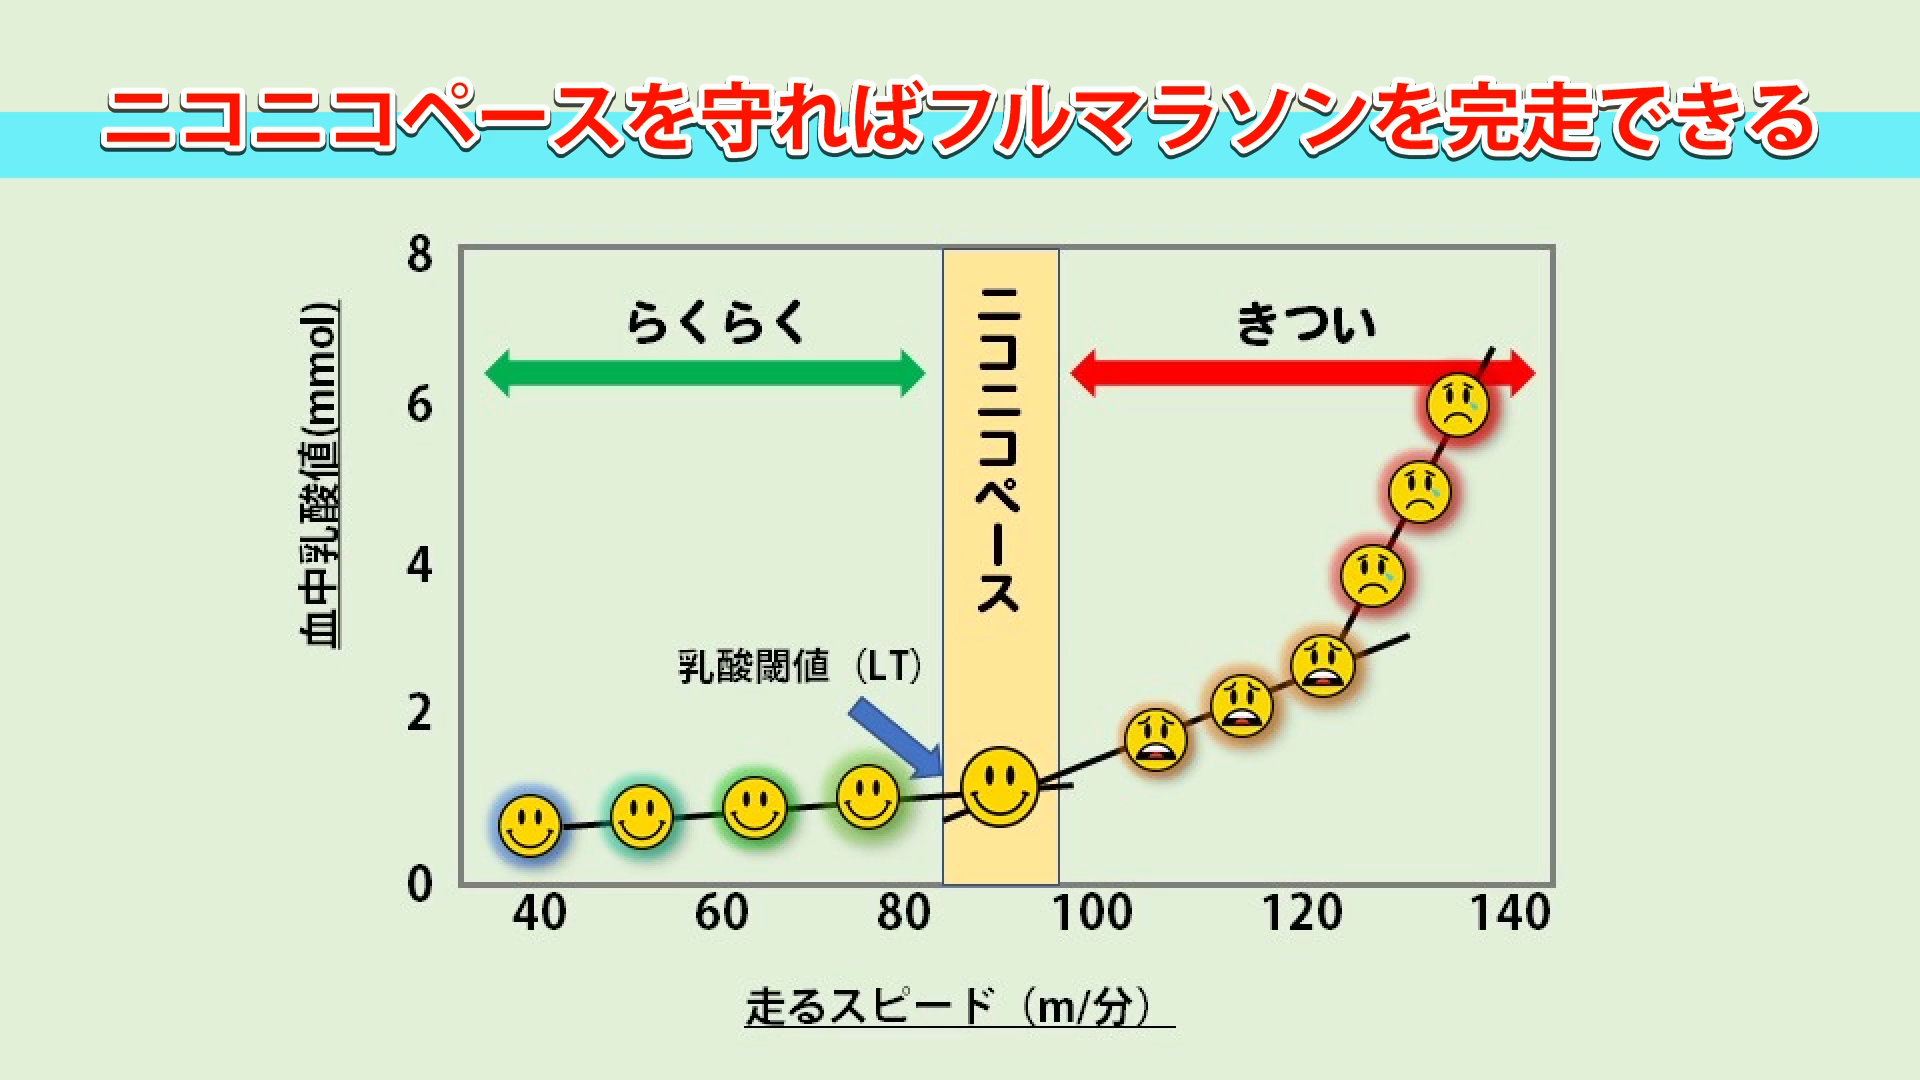 ニコニコペースを守ればフルマラソンを完走できる
血中乳酸値(mmol)
8
6
4
2
0
らくらく
ニコニコペース
きつい
乳酸閾値（LT）
40 60 80 100 120 140
走るスピード（m/分）